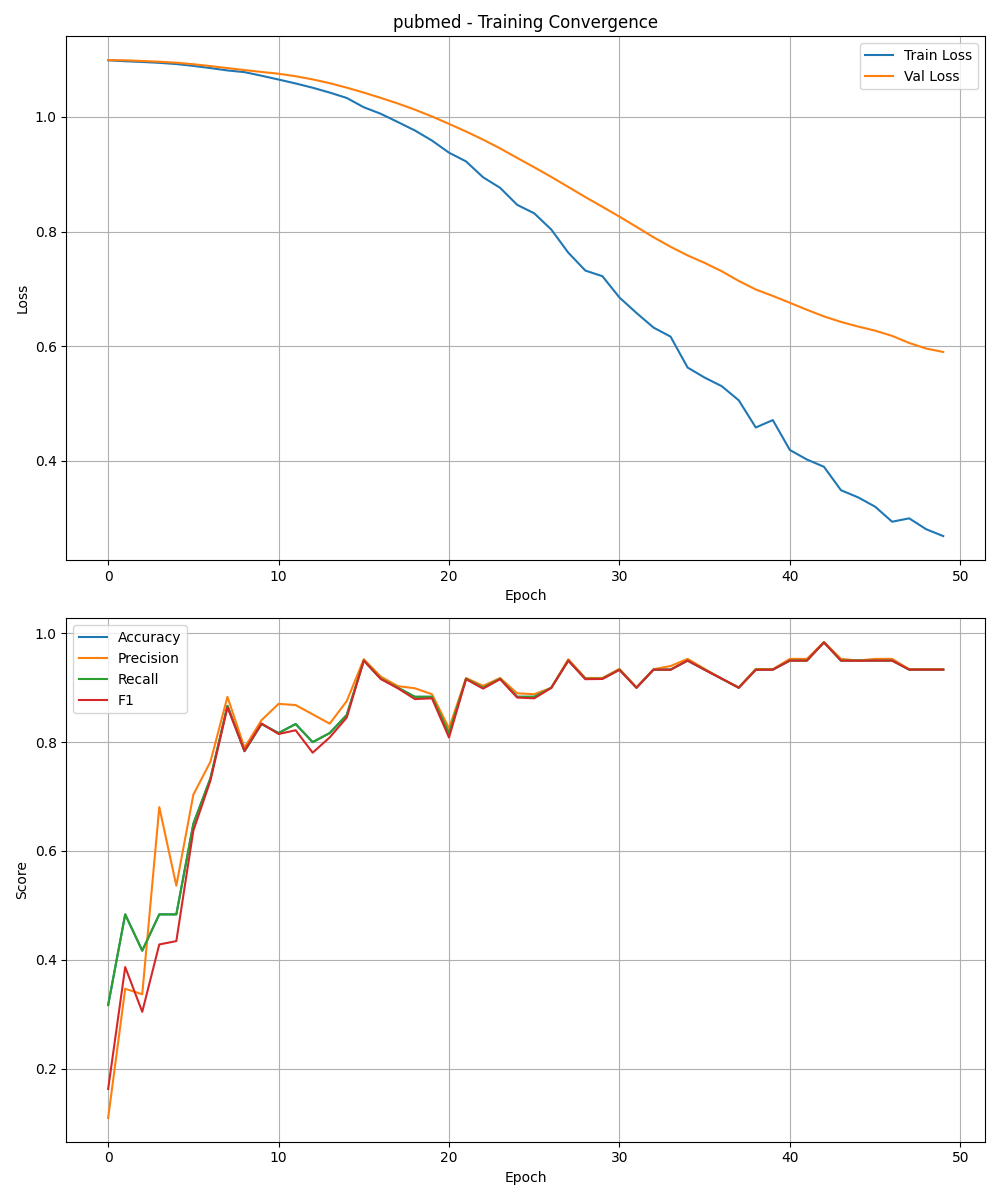 pubmed - Training Convergence
Train Loss
Val Loss
1.0
0.8
0.6
0.4
Loss
0 10 20 30 40 50
Epoch
Accuracy
Precision
Recall
F1
1.0
0.8
0.6
0.4
0.2
Score
0 10 20 30 40 50
Epoch